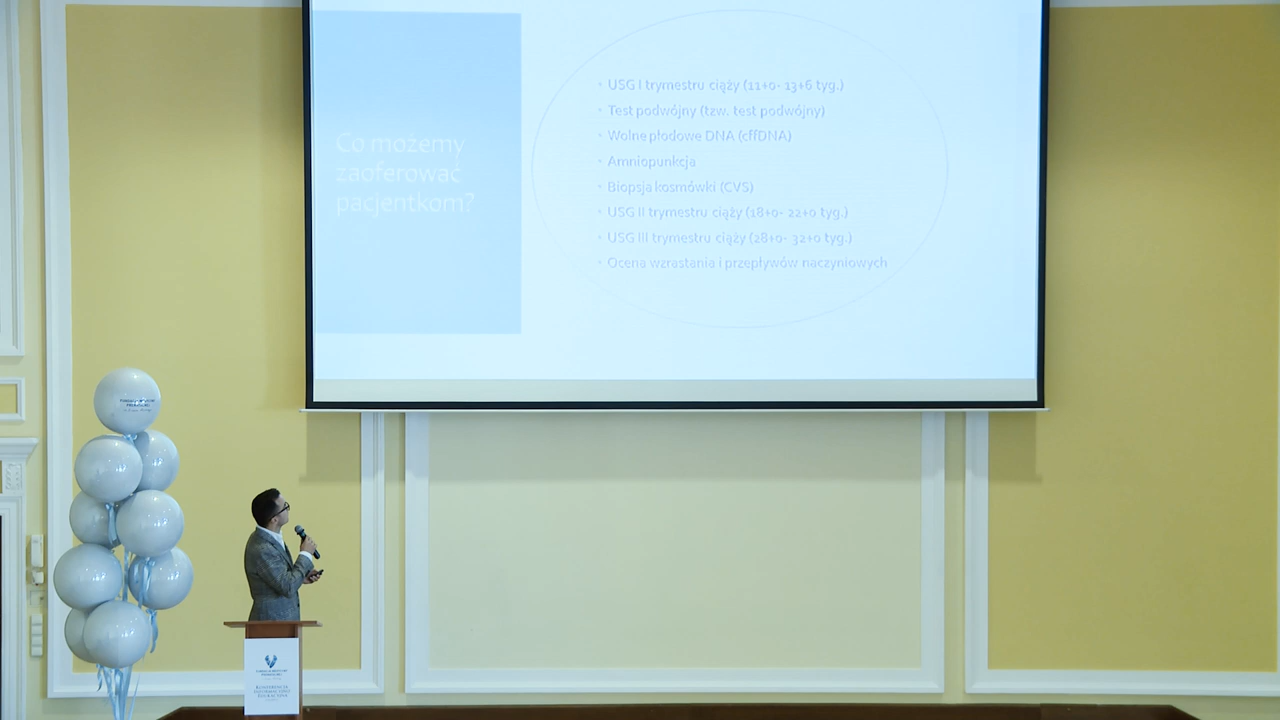 Co możemy
zaoferować
pacjentkom?
• USG I trymestru ciąży (11+0- 13+6 tyg.)
• Test podwójny (tzw. test podwójny)
• Wolne płodowe DNA (cffDNA)
• Amniopunkcja
• Biopsja kosmówki (CVS)
• USG II trymestru ciąży (18+0- 22+0 tyg.)
• USG III trymestru ciąży (28+0- 32+0 tyg.)
• Ocena wzrastania i przepływów naczyniowych
Konferencja
Edukacyjna